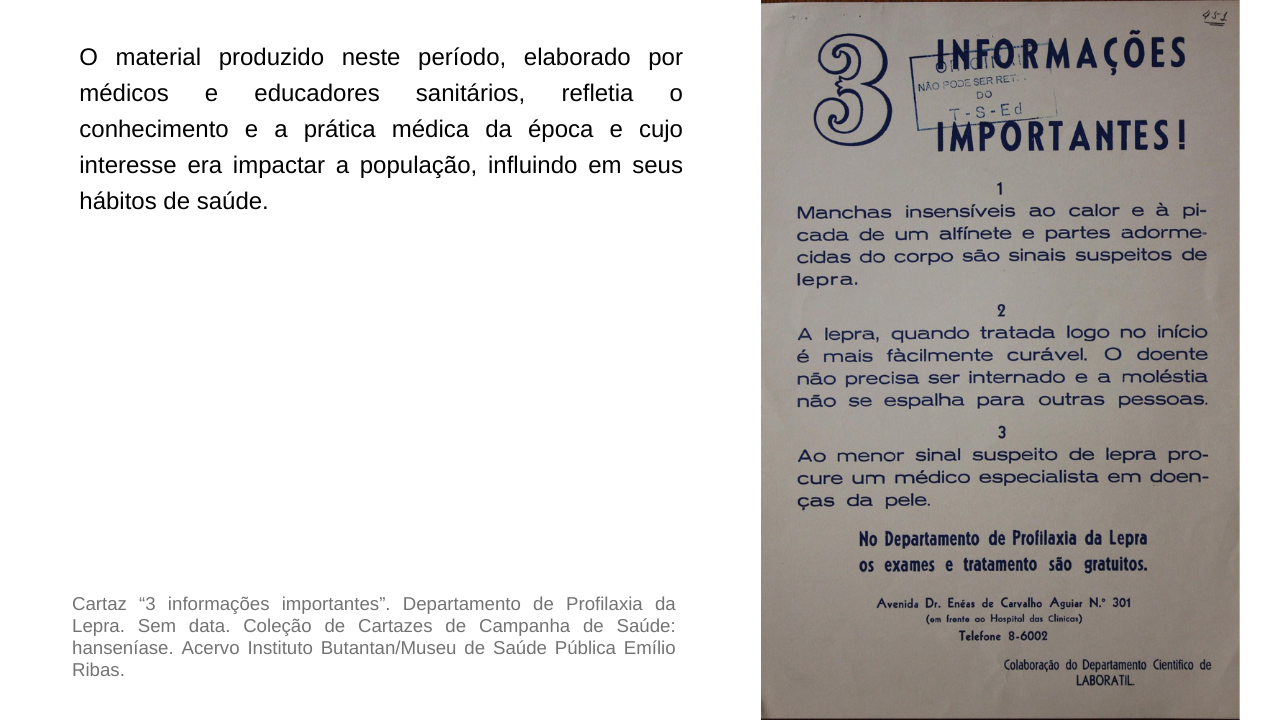 O material produzido neste período, elaborado por
médicos e educadores sanitários, refletia o
conhecimento e a prática médica da época e cujo
interesse era impactar a população, influindo em seus
hábitos de saúde.
Cartaz “3 informações importantes”. Departamento de Profilaxia da
Lepra. Sem data. Coleção de Cartazes de Campanha de Saúde:
hanseníase. Acervo Instituto Butantan/Museu de Saúde Pública Emílio
Ribas.
451
3 INFORMAÇÕES
IMPORTANTES!
ORIGINAL
NÃO PODE SER RET.
DO
T-S-Ed
1
Manchas insensíveis ao calor e à pi-
cada de um alfínete e partes adorme-
cidas do corpo são sinais suspeitos de
lepra.
2
A lepra, quando tratada logo no início
é mais fàcilmente curável. O doente
não precisa ser internado e a moléstia
não se espalha para outras pessoas.
3
Ao menor sinal suspeito de lepra pro-
cure um médico especialista em doen-
ças da pele.
No Departamento de Profilaxia da Lepra
os exames e tratamento são gratuitos.
Avenida Dr. Enéas de Carvalho Aguiar N.º 301
(em frente ao Hospital das Clínicas)
Telefone 8-6002
Colaboração do Departamento Cientifico de
LABORATIL.